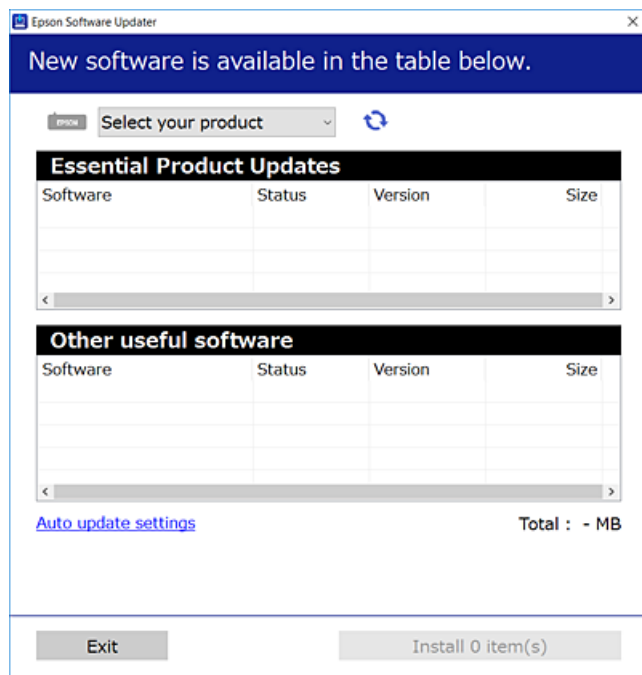 Epson Software Updater
New software is available in the table below.
EPSON Select your product
Essential Product Updates
Software Status Version Size
Other useful software
Software Status Version Size
Auto update settings Total : - MB
Exit Install 0 item(s)